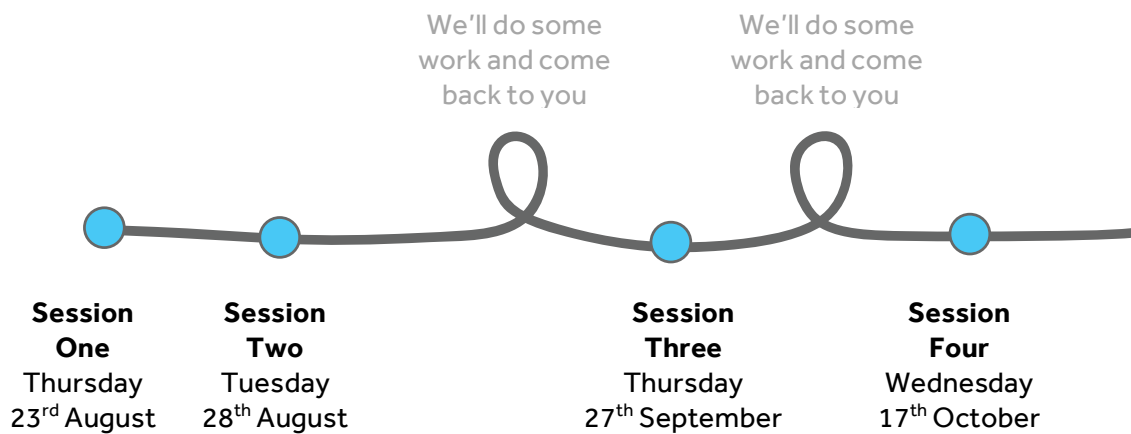 We'll do some
work and come
back to you
We'll do some
work and come
back to you
Session
One
Thursday
23rd August
Session
Two
Tuesday
28th August
Session
Three
Thursday
27th September
Session
Four
Wednesday
17th October